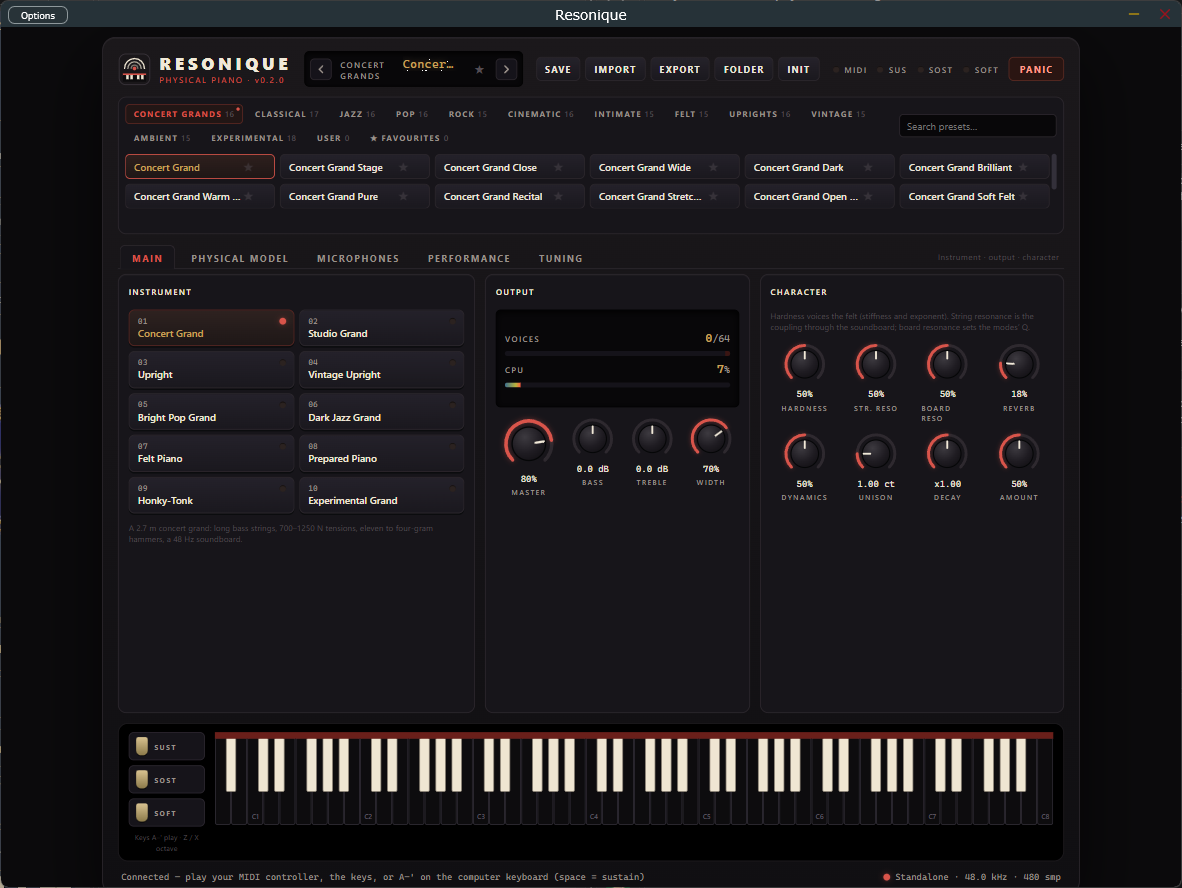 Options
Resonique
RESONIQUE
PHYSICAL PIANO · v0.2.0
CONCERT GRANDS
Concer…
SAVE IMPORT EXPORT FOLDER INIT
MIDI SUS SOST SOFT
PANIC
CONCERT GRANDS 16 CLASSICAL 17 JAZZ 16 POP 16 ROCK 15 CINEMATIC 16 INTIMATE 15 FELT 15 UPRIGHTS 16 VINTAGE 15
AMBIENT 15 EXPERIMENTAL 18 USER 0 ★ FAVOURITES 0
Search presets...
Concert Grand ★ Concert Grand Stage ★ Concert Grand Close ★ Concert Grand Wide ★ Concert Grand Dark ★ Concert Grand Brilliant ★
Concert Grand Warm ... ★ Concert Grand Pure ★ Concert Grand Recital ★ Concert Grand Stretc... ★ Concert Grand Open ... ★ Concert Grand Soft Felt ★
MAIN PHYSICAL MODEL MICROPHONES PERFORMANCE TUNING
Instrument · output · character
INSTRUMENT
01 Concert Grand
02 Studio Grand
03 Upright
04 Vintage Upright
05 Bright Pop Grand
06 Dark Jazz Grand
07 Felt Piano
08 Prepared Piano
09 Honky-Tonk
10 Experimental Grand
A 2.7 m concert grand: long bass strings, 700–1250 N tensions, eleven to four-gram
hammers, a 48 Hz soundboard.
OUTPUT
VOICES 0/64
CPU 7%
80% 0.0 dB 0.0 dB 70%
MASTER BASS TREBLE WIDTH
CHARACTER
Hardness voices the felt (stiffness and exponent). String resonance is the
coupling through the soundboard; board resonance sets the modes' Q.
50% 50% 50% 18%
HARDNESS STR. RESO BOARD RESO REVERB
50% 1.00 ct x1.00 50%
DYNAMICS UNISON DECAY AMOUNT
SUST
SOST
SOFT
Keys A ' play Z / X
octave
C1 C2 C3 C4 C5 C6 C7 C8
Connected — play your MIDI controller, the keys, or A–' on the computer keyboard (space = sustain)
Standalone · 48.0 kHz · 480 smp